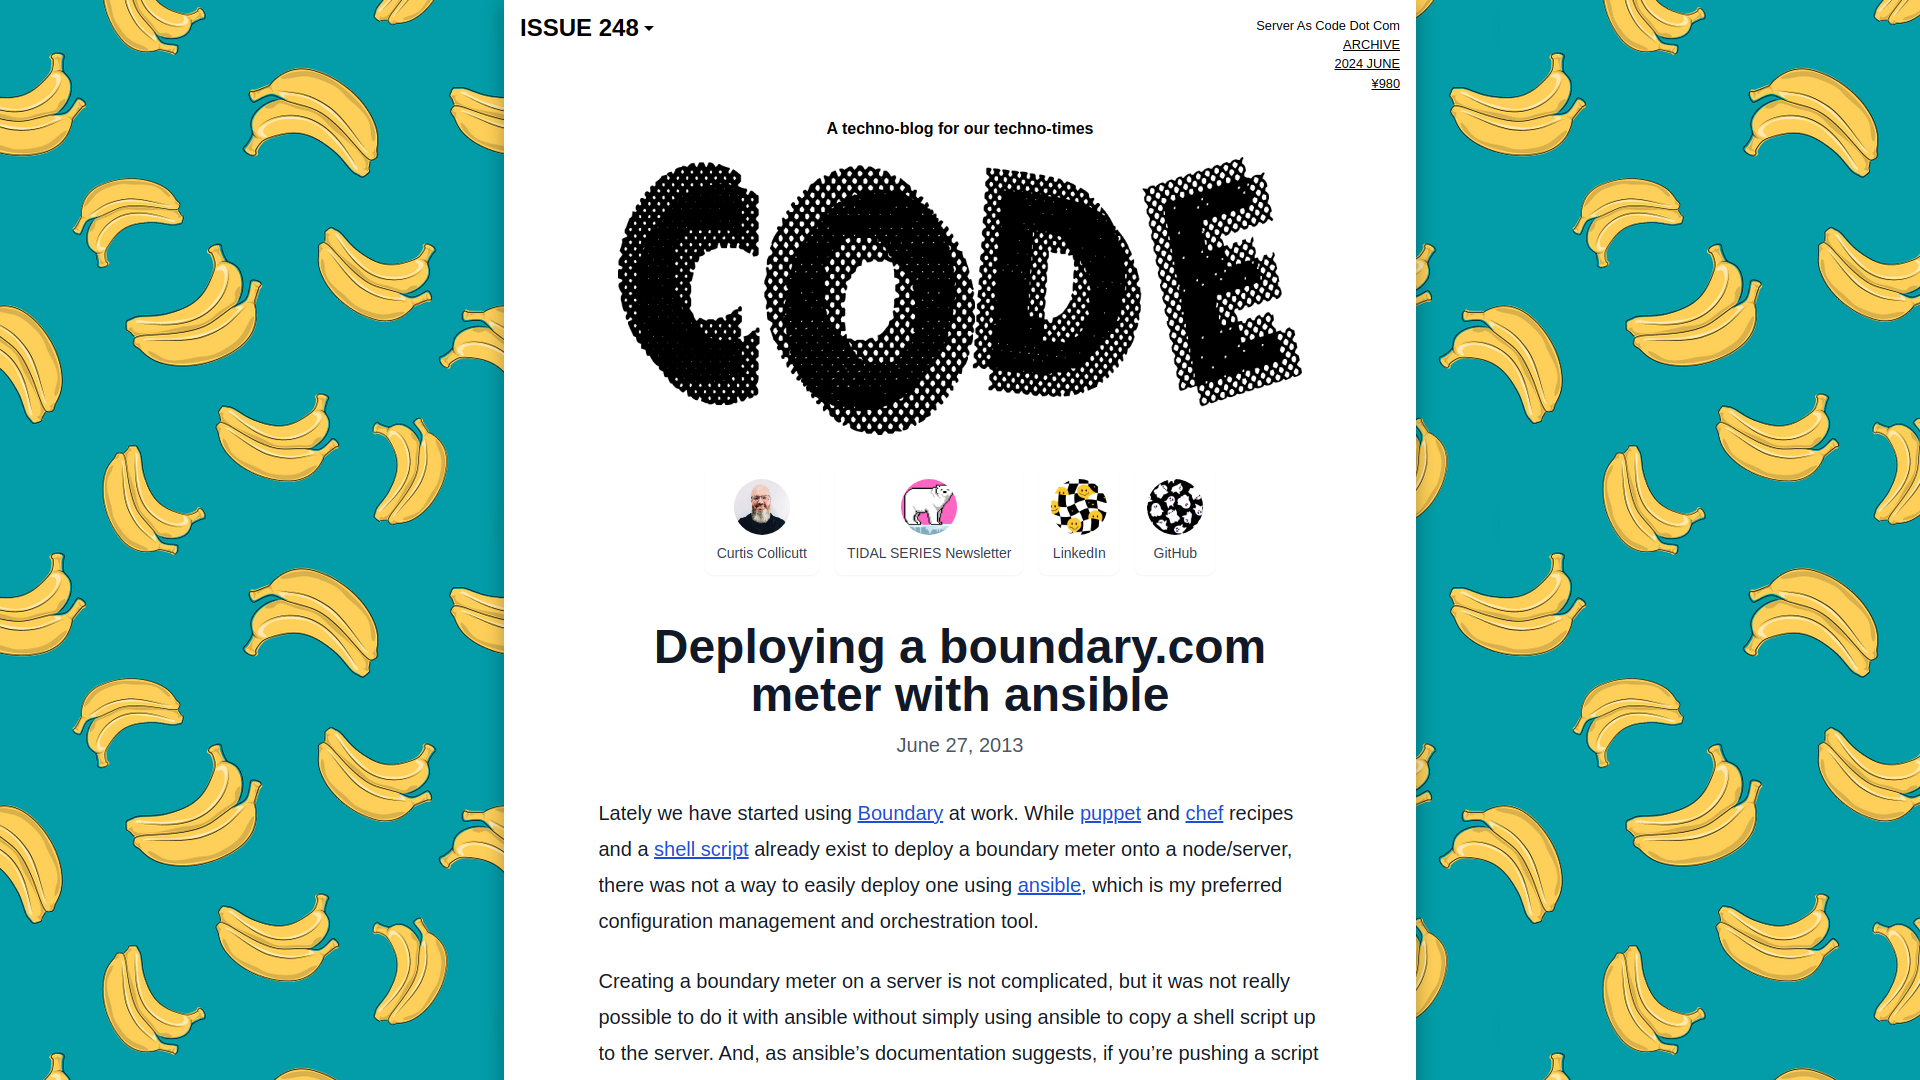 ISSUE 248
Server As Code Dot Com
ARCHIVE
2024 JUNE
¥980
A techno-blog for our techno-times
CODE
Curtis Collicutt
TIDAL SERIES Newsletter
LinkedIn
GitHub
Deploying a boundary.com
meter with ansible
June 27, 2013
Lately we have started using Boundary at work. While puppet and chef recipes
and a shell script already exist to deploy a boundary meter onto a node/server,
there was not a way to easily deploy one using ansible, which is my preferred
configuration management and orchestration tool.
Creating a boundary meter on a server is not complicated, but it was not really
possible to do it with ansible without simply using ansible to copy a shell script up
to the server. And, as ansible’s documentation suggests, if you’re pushing a script